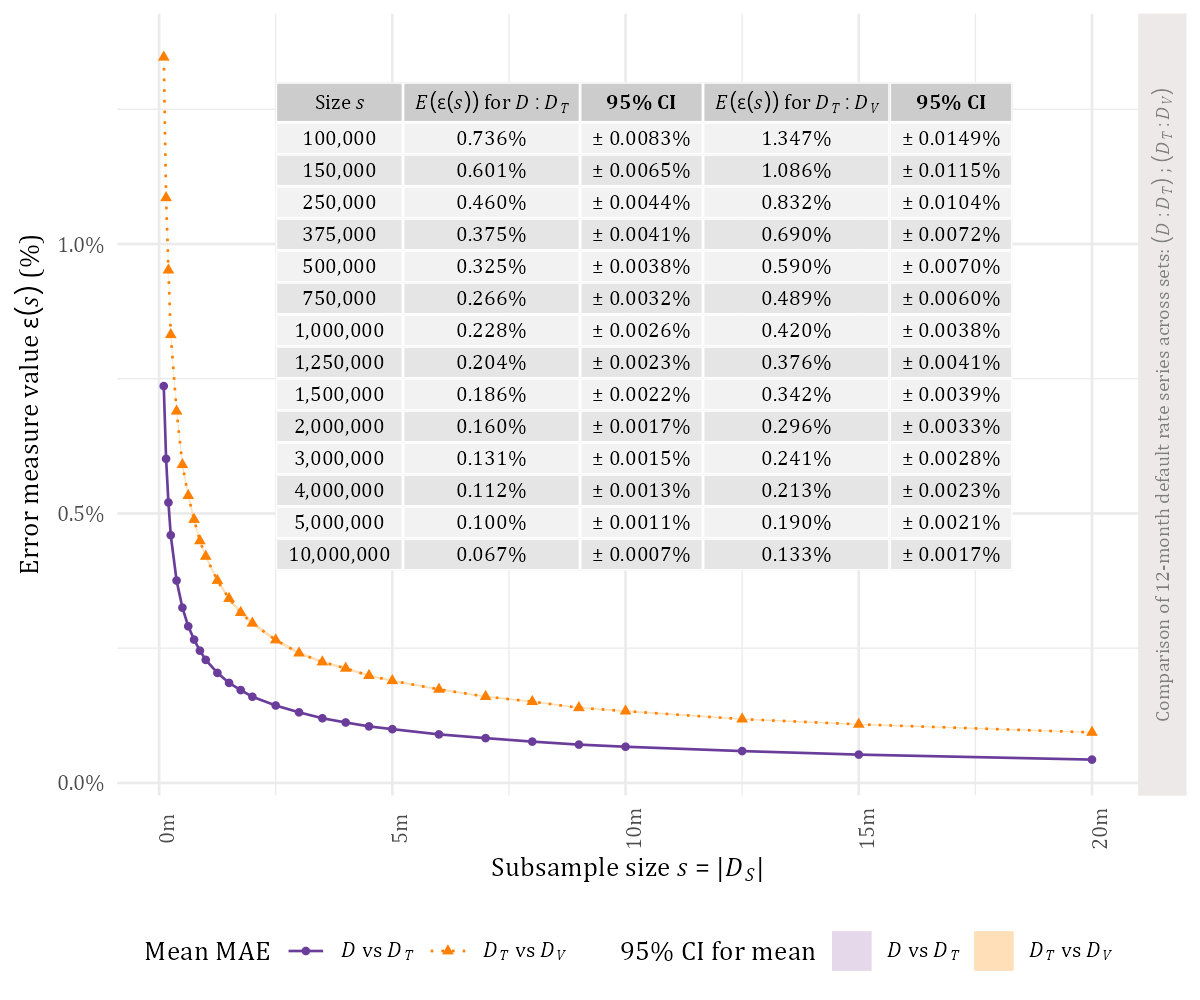 Size s E(ε(s)) for D : D_T 95% CI E(ε(s)) for D_T : D_V 95% CI
100,000 0.736% ± 0.0083% 1.347% ± 0.0149%
150,000 0.601% ± 0.0065% 1.086% ± 0.0115%
250,000 0.460% ± 0.0044% 0.832% ± 0.0104%
375,000 0.375% ± 0.0041% 0.690% ± 0.0072%
500,000 0.325% ± 0.0038% 0.590% ± 0.0070%
750,000 0.266% ± 0.0032% 0.489% ± 0.0060%
1,000,000 0.228% ± 0.0026% 0.420% ± 0.0038%
1,250,000 0.204% ± 0.0023% 0.376% ± 0.0041%
1,500,000 0.186% ± 0.0022% 0.342% ± 0.0039%
2,000,000 0.160% ± 0.0017% 0.296% ± 0.0033%
3,000,000 0.131% ± 0.0015% 0.241% ± 0.0028%
4,000,000 0.112% ± 0.0013% 0.213% ± 0.0023%
5,000,000 0.100% ± 0.0011% 0.190% ± 0.0021%
10,000,000 0.067% ± 0.0007% 0.133% ± 0.0017%
Error measure value ε(s) (%)
1.0%
0.5%
0.0%
Comparison of 12-month default rate series across sets: (D : D_T) ; (D_T : D_V)
0m 5m 10m 15m 20m
Subsample size s = |D_S|
Mean MAE D vs D_T D_T vs D_V 95% CI for mean D vs D_T D_T vs D_V